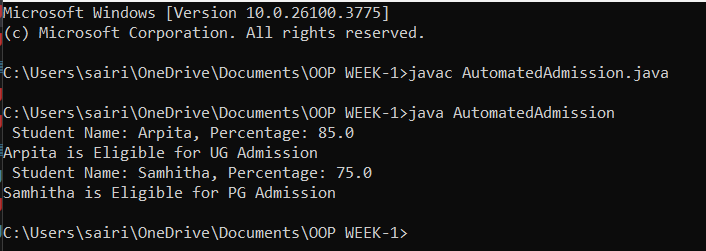 Microsoft Windows [Version 10.0.26100.3775]
(c) Microsoft Corporation. All rights reserved.
C:\Users\sairi\OneDrive\Documents\OOP WEEK-1>javac AutomatedAdmission.java
C:\Users\sairi\OneDrive\Documents\OOP WEEK-1>java AutomatedAdmission
Student Name: Arpita, Percentage: 85.0
Arpita is Eligible for UG Admission
Student Name: Samhitha, Percentage: 75.0
Samhitha is Eligible for PG Admission
C:\Users\sairi\OneDrive\Documents\OOP WEEK-1>